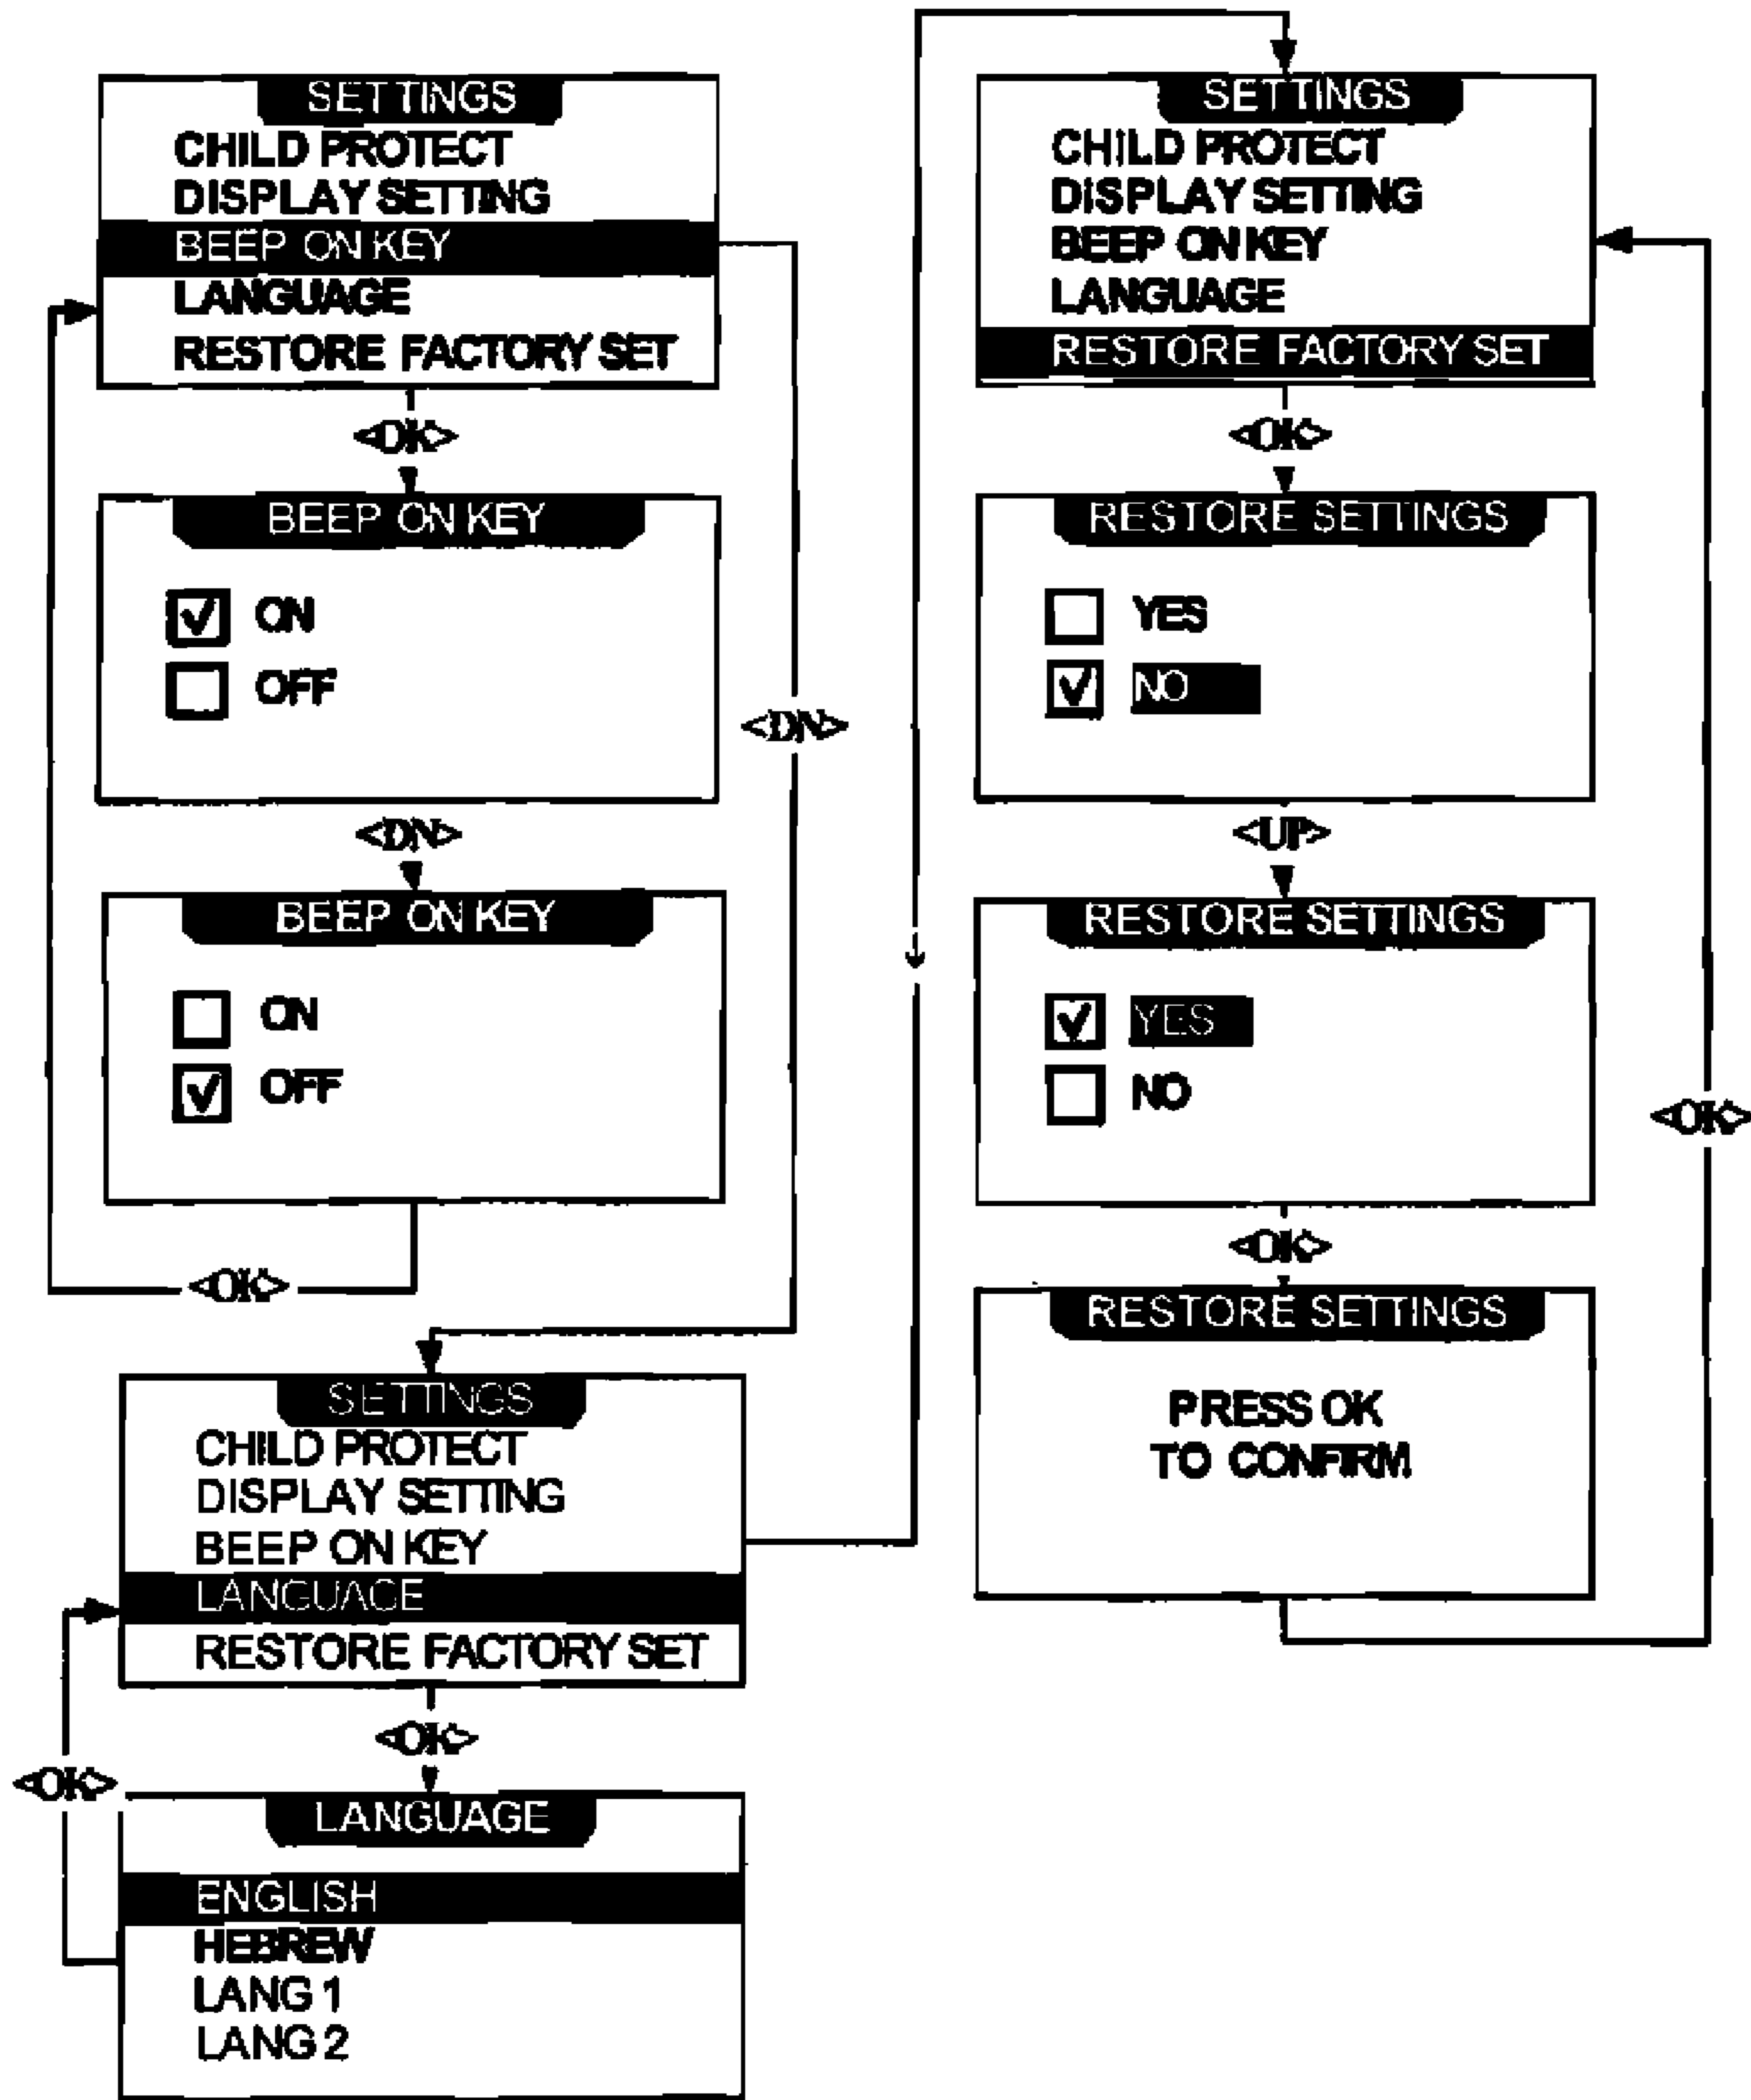 SETTINGS
CHILD PROTECT
DISPLAY SETTING
BEEP ON KEY
LANGUAGE
RESTORE FACTORY SET
<OK>
BEEP ON KEY
ON
OFF
<DN>
<DN>
BEEP ON KEY
ON
OFF
<OK>
SETTINGS
CHILD PROTECT
DISPLAY SETTING
BEEP ON KEY
LANGUAGE
RESTORE FACTORY SET
<OK>
<OK>
LANGUAGE
ENGLISH
HEBREW
LANG 1
LANG 2
SETTINGS
CHILD PROTECT
DISPLAY SETTING
BEEP ON KEY
LANGUAGE
RESTORE FACTORY SET
<OK>
RESTORE SETTINGS
YES
NO
<UP>
RESTORE SETTINGS
YES
NO
<OK>
<OK>
RESTORE SETTINGS
PRESS OK
TO CONFIRM